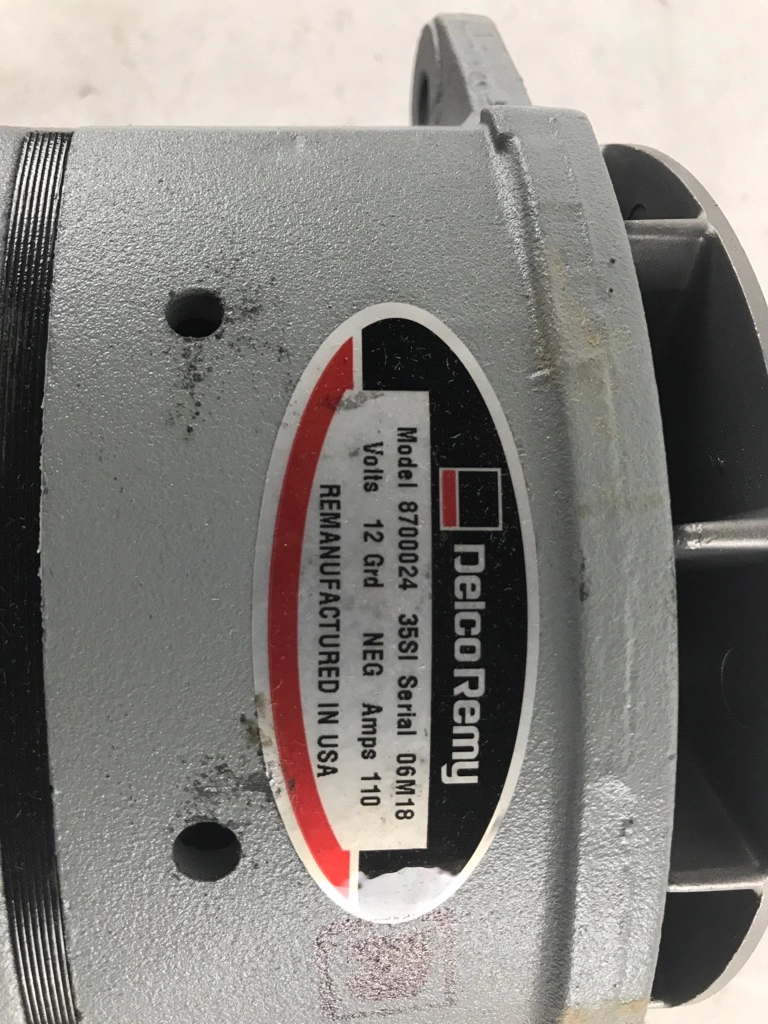 Delco Remy
Model 8700024 35SI Serial 06M18
Volts 12 Grd NEG Amps 110
REMANUFACTURED IN USA